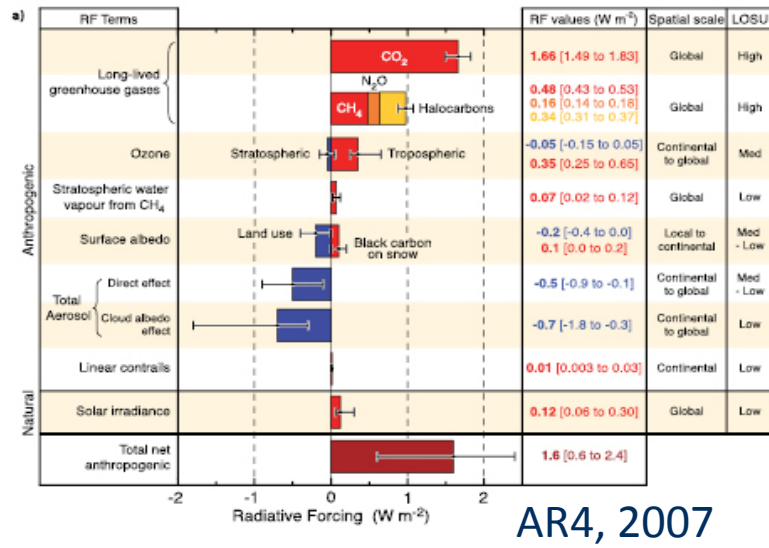 a)
RF Terms
RF values (W m⁻²)
Spatial scale
LOSU
Anthropogenic
Long-lived
greenhouse gases
CO₂
1.66 [1.49 to 1.83]
Global
High
N₂O
CH₄
Halocarbons
0.48 [0.43 to 0.53]
0.16 [0.14 to 0.18]
0.34 [0.31 to 0.37]
Global
High
Ozone
Stratospheric
Tropospheric
-0.05 [-0.15 to 0.05]
0.35 [0.25 to 0.65]
Continental
to global
Med
Stratospheric water
vapour from CH₄
0.07 [0.02 to 0.12]
Global
Low
Surface albedo
Land use
Black carbon
on snow
-0.2 [-0.4 to 0.0]
0.1 [0.0 to 0.2]
Local to
continental
Med
- Low
Total
Aerosol
Direct effect
-0.5 [-0.9 to -0.1]
Continental
to global
Med
- Low
Cloud albedo
effect
-0.7 [-1.8 to -0.3]
Continental
to global
Low
Linear contrails
0.01 [0.003 to 0.03]
Continental
Low
Natural
Solar irradiance
0.12 [0.06 to 0.30]
Global
Low
Total net
anthropogenic
1.6 [0.6 to 2.4]
-2 -1 0 1 2
Radiative Forcing (W m⁻²)
AR4, 2007